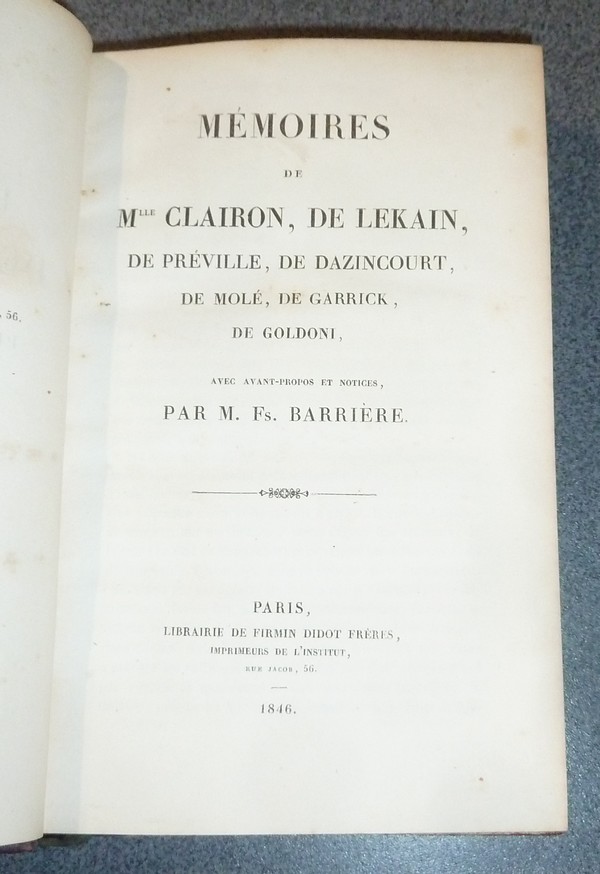 MÉMOIRES
DE
MLLE CLAIRON, DE LEKAIN,
DE PRÉVILLE, DE DAZINCOURT,
DE MOLÉ, DE GARRICK,
DE GOLDONI,
AVEC AVANT-PROPOS ET NOTICES,
PAR M. Fs. BARRIÈRE.
PARIS,
LIBRAIRIE DE FIRMIN DIDOT FRÈRES,
IMPRIMEURS DE L'INSTITUT,
RUE JACOB, 56.
1846.
56.